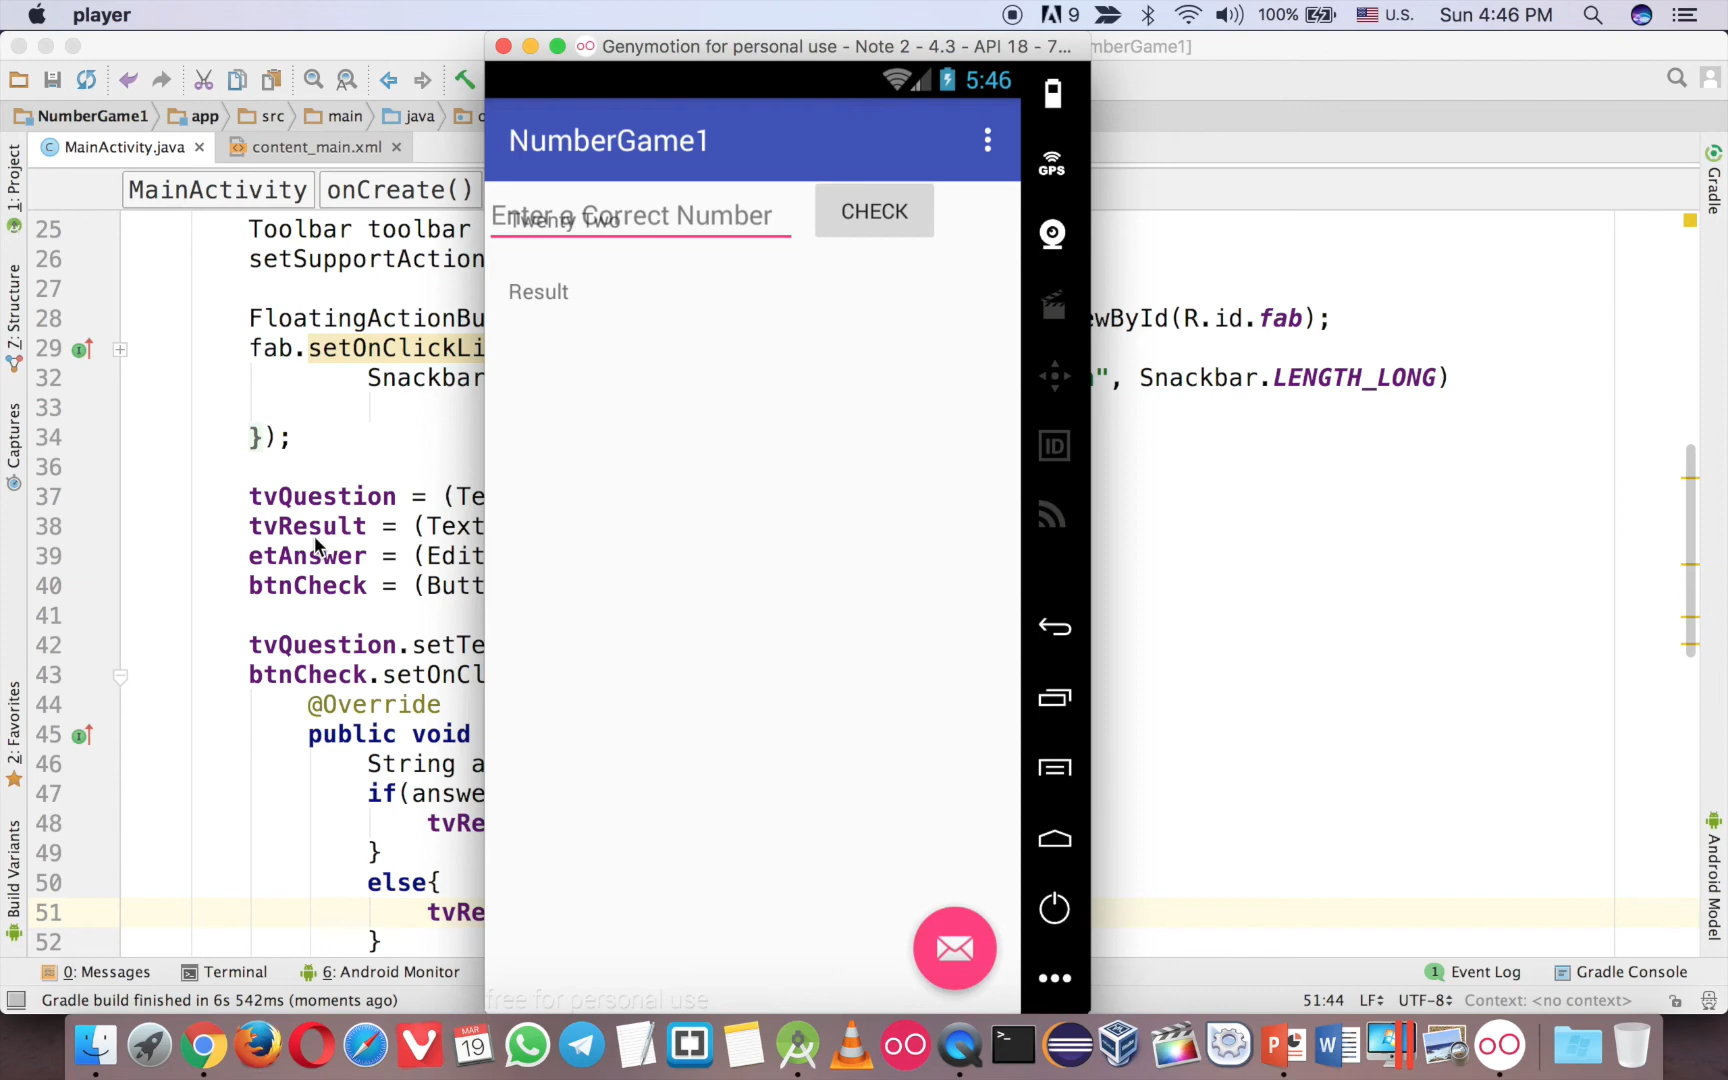 player
9
100%
U.S.
Sun 4:46 PM
Genymotion for personal use - Note 2 - 4.3 - API 18 - 7...
mberGame1]
5:46
NumberGame1
app
src
main
java
MainActivity.java
content_main.xml
NumberGame1
MainActivity
onCreate()
Enter a Correct Number
Twenty Two
CHECK
Result
GPS
ID
free for personal use
1: Project
Z: Structure
Captures
2: Favorites
Build Variants
Gradle
Android Model
25 Toolbar toolbar
26 setSupportAction
27
28 FloatingActionBu ewById(R.id.fab);
29 fab.setOnClickLi
32 Snackbar ", Snackbar.LENGTH_LONG)
33
34 });
36
37 tvQuestion = (Te
38 tvResult = (Text
39 etAnswer = (Edit
40 btnCheck = (Butt
41
42 tvQuestion.setTe
43 btnCheck.setOnCl
44 @Override
45 public void
46 String a
47 if(answe
48 tvRe
49 }
50 else{
51 tvRe
52 }
0: Messages
Terminal
6: Android Monitor
1 Event Log
Gradle Console
Gradle build finished in 6s 542ms (moments ago)
51:44
LF
UTF-8
Context: <no context>
MAR
19
P
W